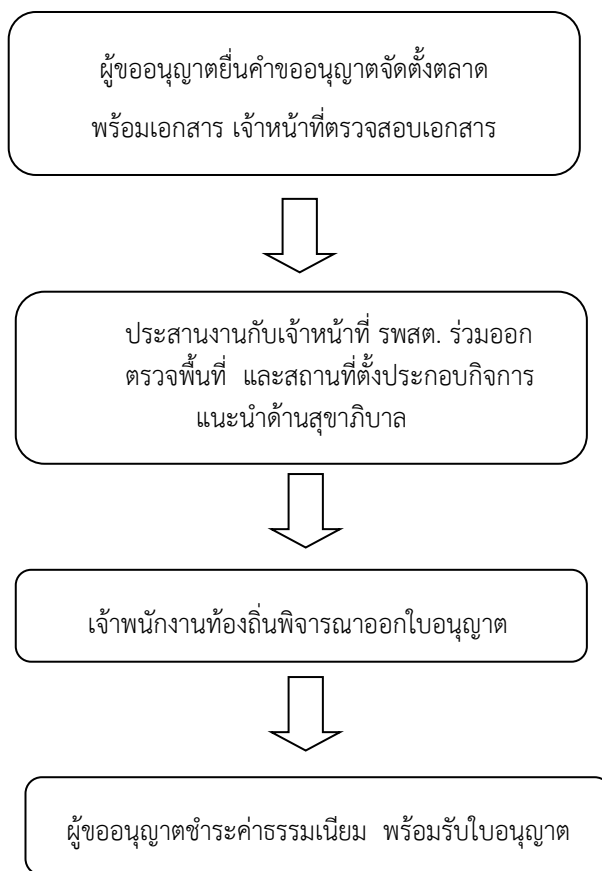 ผู้ขออนุญาตยื่นคำขออนุญาตจัดตั้งตลาด
พร้อมเอกสาร เจ้าหน้าที่ตรวจสอบเอกสาร
ประสานงานกับเจ้าหน้าที่ รพสต. ร่วมออก
ตรวจพื้นที่ และสถานที่ตั้งประกอบกิจการ
แนะนำด้านสุขาภิบาล
เจ้าพนักงานท้องถิ่นพิจารณาออกใบอนุญาต
ผู้ขออนุญาตชำระค่าธรรมเนียม พร้อมรับใบอนุญาต